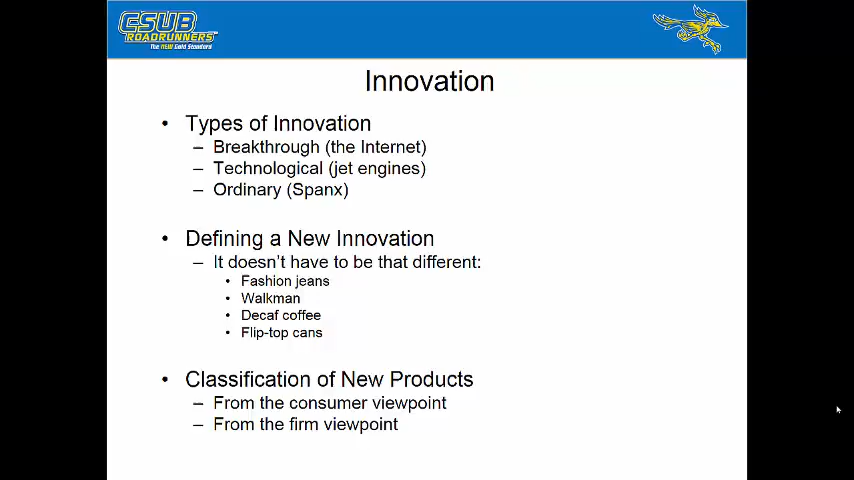 CSUB
ROADRUNNERS
The NEW Gold Standard
Innovation
• Types of Innovation
– Breakthrough (the Internet)
– Technological (jet engines)
– Ordinary (Spanx)
• Defining a New Innovation
– It doesn't have to be that different:
• Fashion jeans
• Walkman
• Decaf coffee
• Flip-top cans
• Classification of New Products
– From the consumer viewpoint
– From the firm viewpoint